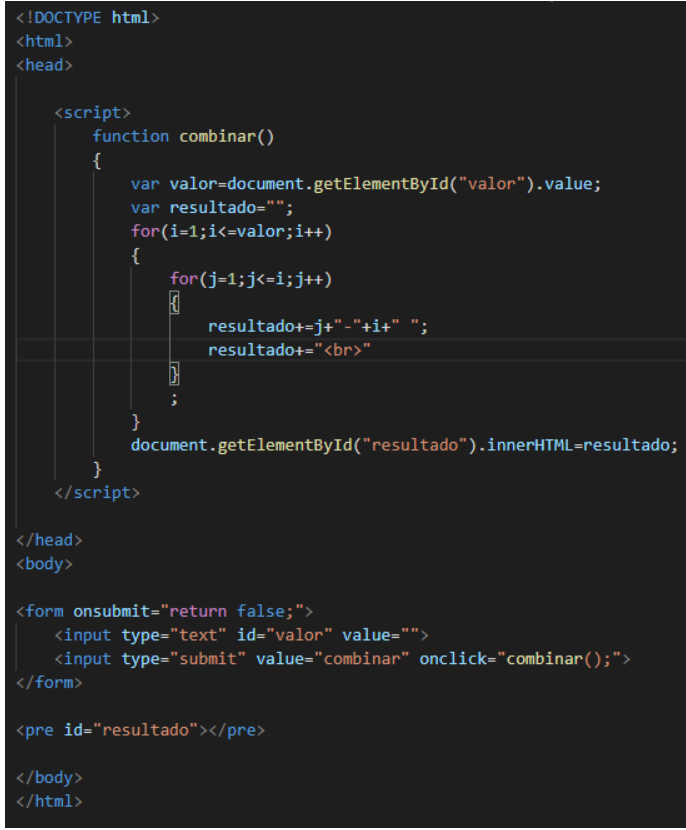 <!DOCTYPE html>
<html>
<head>
<script>
function combinar()
{
var valor=document.getElementById("valor").value;
var resultado="";
for(i=1;i<=valor;i++)
{
for(j=1;j<=i;j++)
{
resultado+=j+"-"+i+" ";
resultado+="<br>"
}
;
}
document.getElementById("resultado").innerHTML=resultado;
}
</script>
</head>
<body>
<form onsubmit="return false;">
<input type="text" id="valor" value="">
<input type="submit" value="combinar" onclick="combinar();">
</form>
<pre id="resultado"></pre>
</body>
</html>